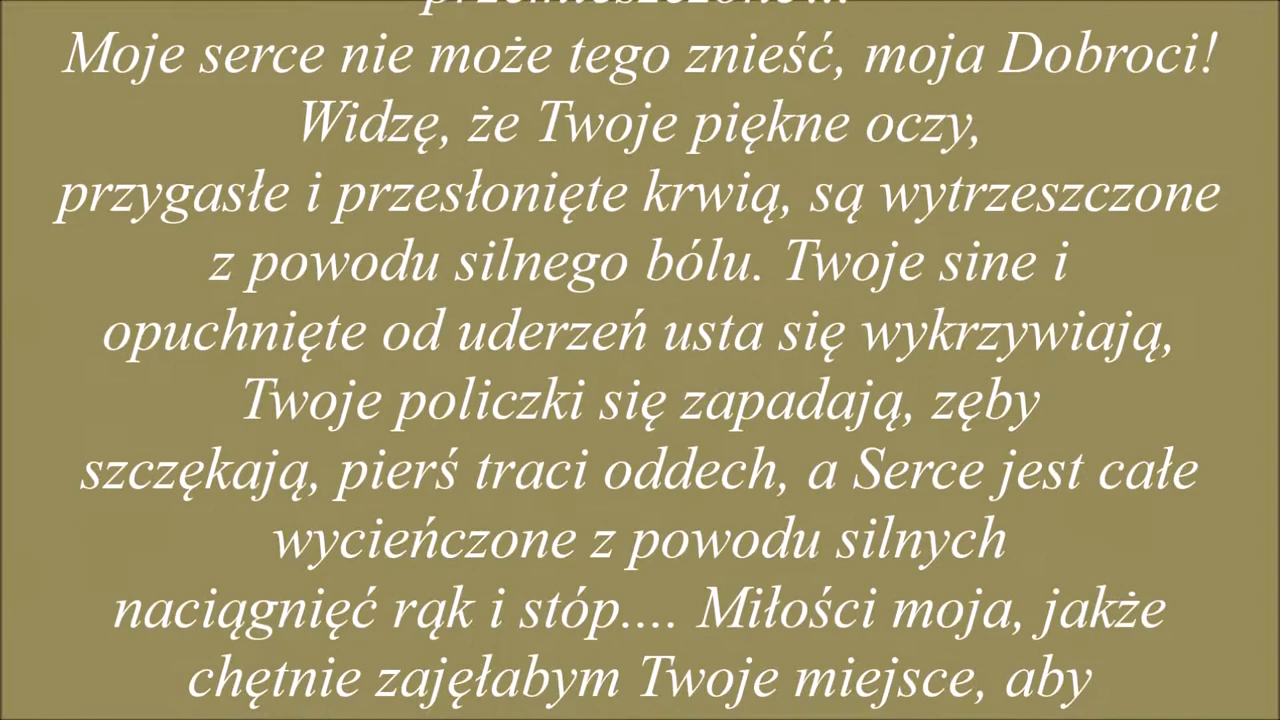 Moje serce nie może tego znieść, moja Dobroci!
Widzę, że Twoje piękne oczy,
przygasłe i przesłonięte krwią, są wytrzeszczone
z powodu silnego bólu. Twoje sine i
opuchnięte od uderzeń usta się wykrzywiają,
Twoje policzki się zapadają, zęby
szczękają, pierś traci oddech, a Serce jest całe
wycieńczone z powodu silnych
naciągnięć rąk i stóp.... Miłości moja, jakże
chętnie zajęłabym Twoje miejsce, aby